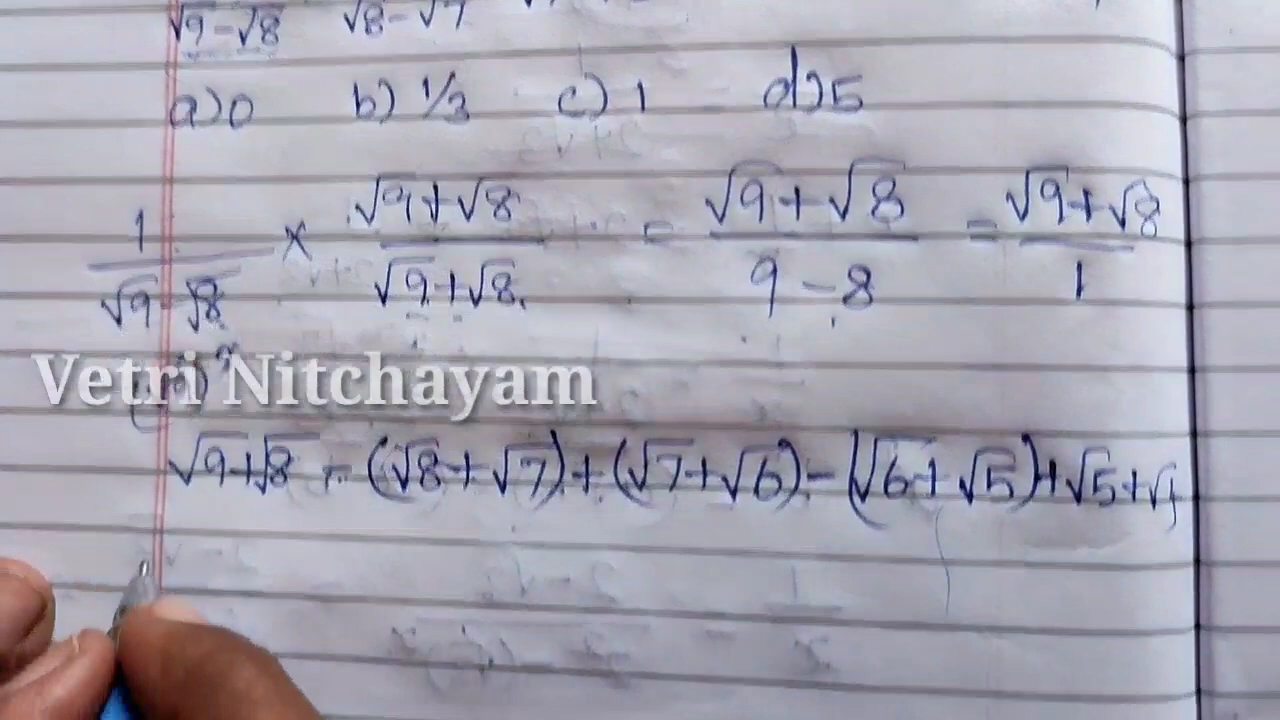 √9-√8 √8-√7
a) 0 b) 1/3 c) 1 d) 5
1/(√9-√8) × (√9+√8)/(√9+√8) = (√9+√8)/(9-8) = (√9+√8)/1
Vetri Nitchayam
√9+√8 - (√8+√7)+(√7+√6)-(√6+√5)+√5+√